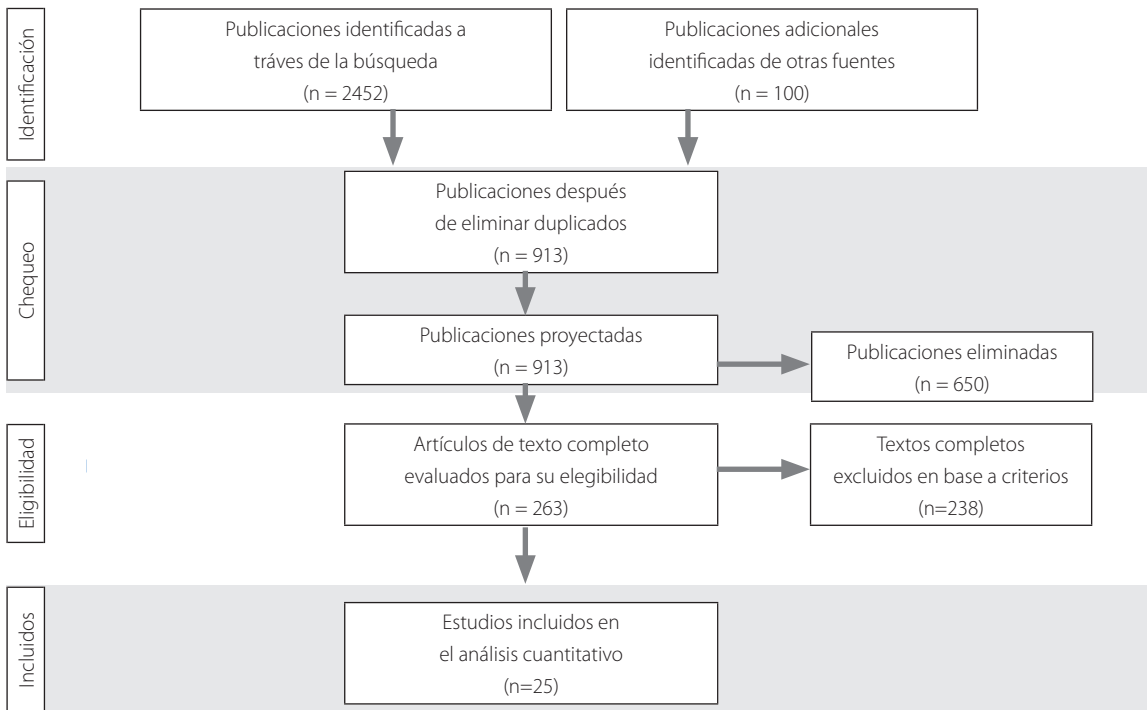 Identificación
Publicaciones identificadas a
tráves de la búsqueda
(n = 2452)
Publicaciones adicionales
identificadas de otras fuentes
(n = 100)
Chequeo
Publicaciones después
de eliminar duplicados
(n = 913)
Publicaciones proyectadas
(n = 913)
Publicaciones eliminadas
(n = 650)
Eligibilidad
Artículos de texto completo
evaluados para su elegibilidad
(n = 263)
Textos completos
excluidos en base a criterios
(n=238)
Incluidos
Estudios incluidos en
el análisis cuantitativo
(n=25)